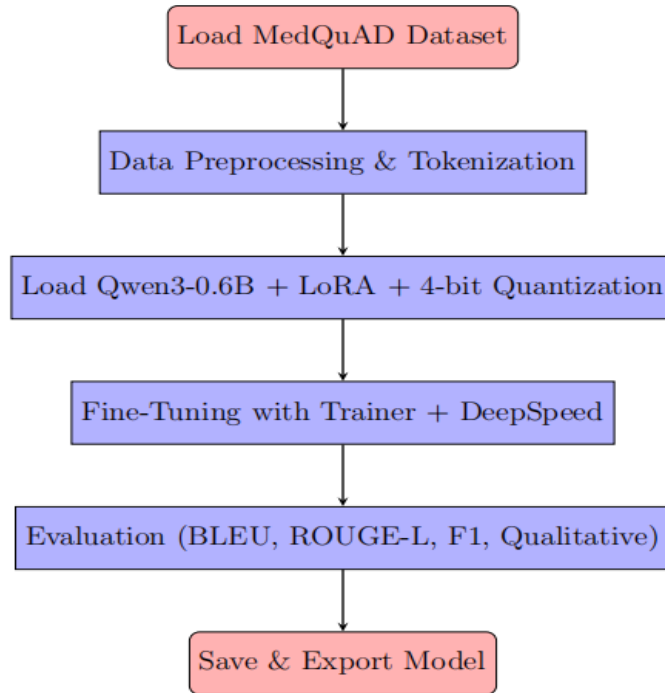 Load MedQuAD Dataset
Data Preprocessing & Tokenization
Load Qwen3-0.6B + LoRA + 4-bit Quantization
Fine-Tuning with Trainer + DeepSpeed
Evaluation (BLEU, ROUGE-L, F1, Qualitative)
Save & Export Model